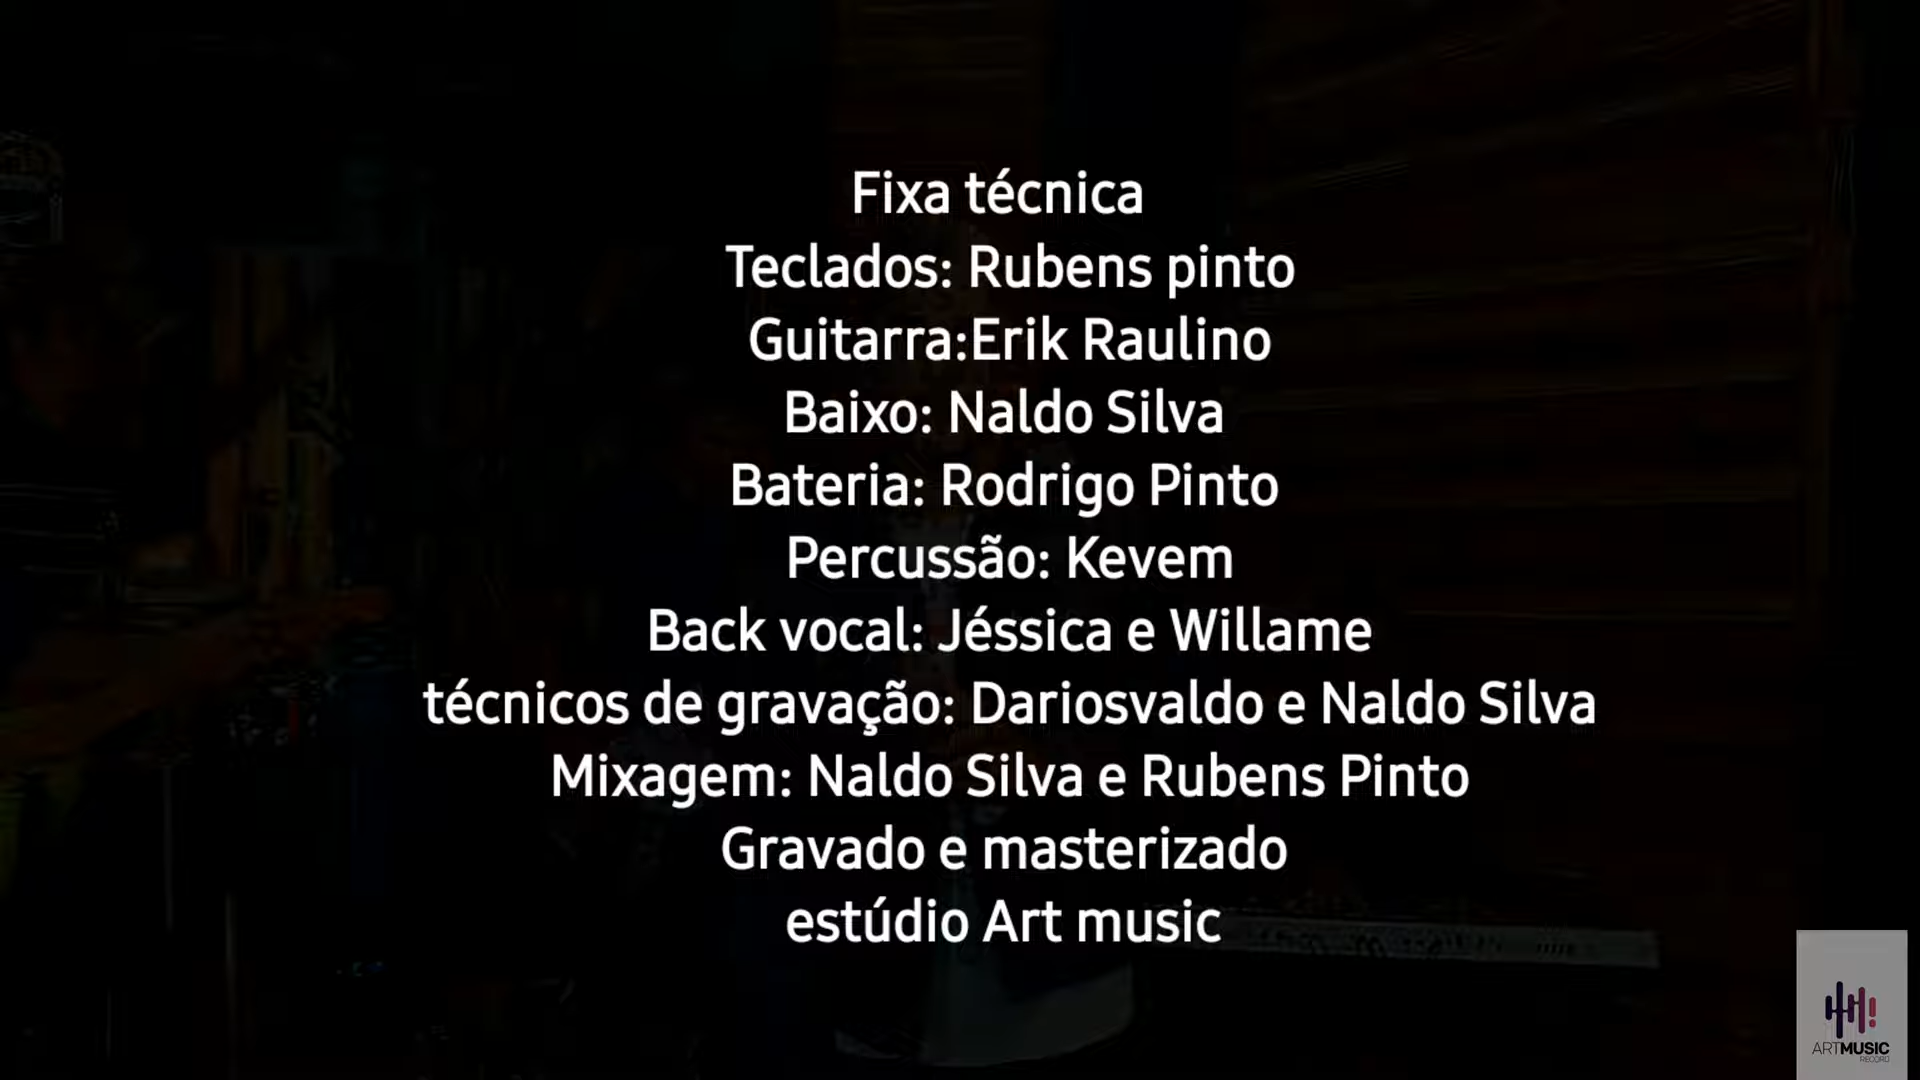 Fixa técnica
Teclados: Rubens pinto
Guitarra:Erik Raulino
Baixo: Naldo Silva
Bateria: Rodrigo Pinto
Percussão: Kevem
Back vocal: Jéssica e Willame
técnicos de gravação: Dariosvaldo e Naldo Silva
Mixagem: Naldo Silva e Rubens Pinto
Gravado e masterizado
estúdio Art music
ARTMUSIC
RECORD